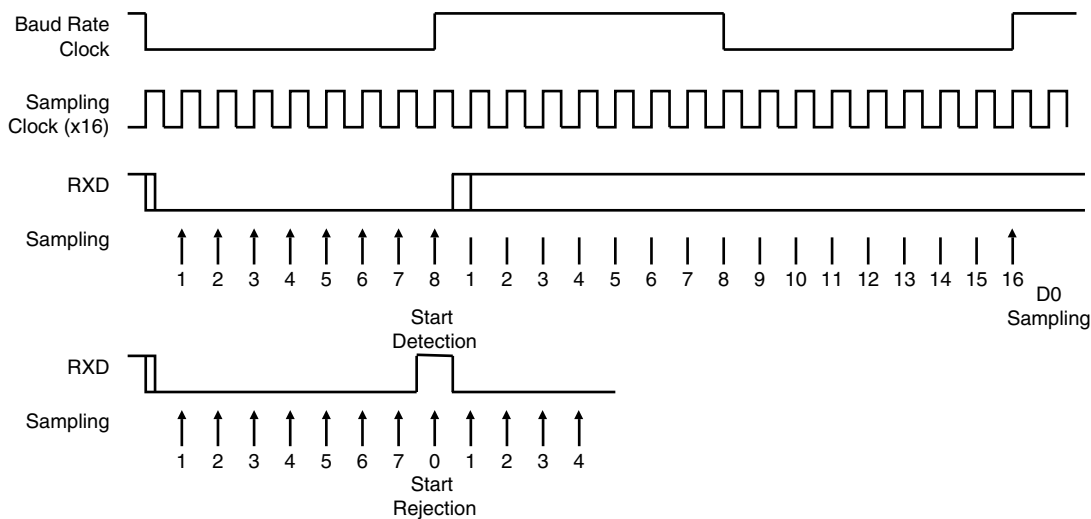 Baud Rate
Clock
Sampling
Clock (x16)
RXD
Sampling
1 2 3 4 5 6 7 8 1 2 3 4 5 6 7 8 9 10 11 12 13 14 15 16
D0
Sampling
Start
Detection
RXD
Sampling
1 2 3 4 5 6 7 0 1 2 3 4
Start
Rejection